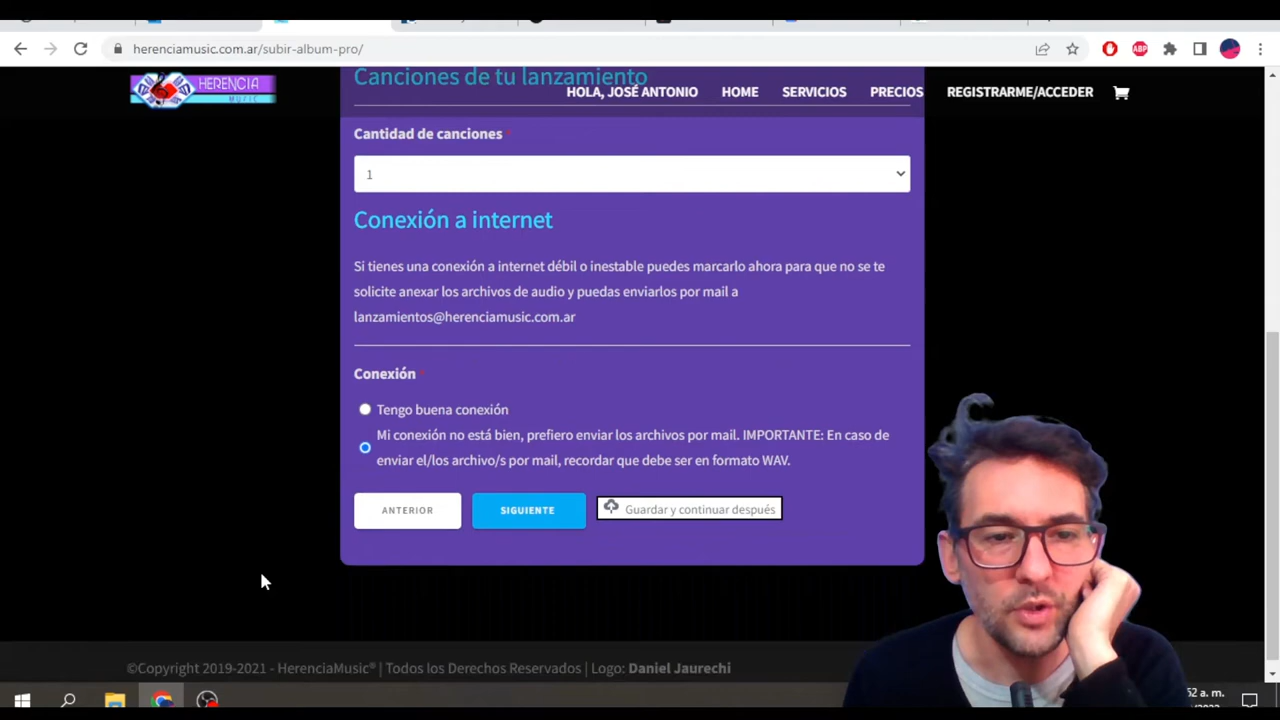 herenciamusic.com.ar/subir-album-pro/
ABP
HERENCIA
MUSIC
HOLA, JOSÉ ANTONIO
HOME
SERVICIOS
PRECIOS
REGISTRARME/ACCEDER
Canciones de tu lanzamiento
Cantidad de canciones *
1
Conexión a internet
Si tienes una conexión a internet débil o inestable puedes marcarlo ahora para que no se te
solicite anexar los archivos de audio y puedas enviarlos por mail a
lanzamientos@herenciamusic.com.ar
Conexión *
Tengo buena conexión
Mi conexión no está bien, prefiero enviar los archivos por mail. IMPORTANTE: En caso de
enviar el/los archivo/s por mail, recordar que debe ser en formato WAV.
ANTERIOR
SIGUIENTE
Guardar y continuar después
©Copyright 2019-2021 - HerenciaMusic® | Todos los Derechos Reservados | Logo: Daniel Jaurechi